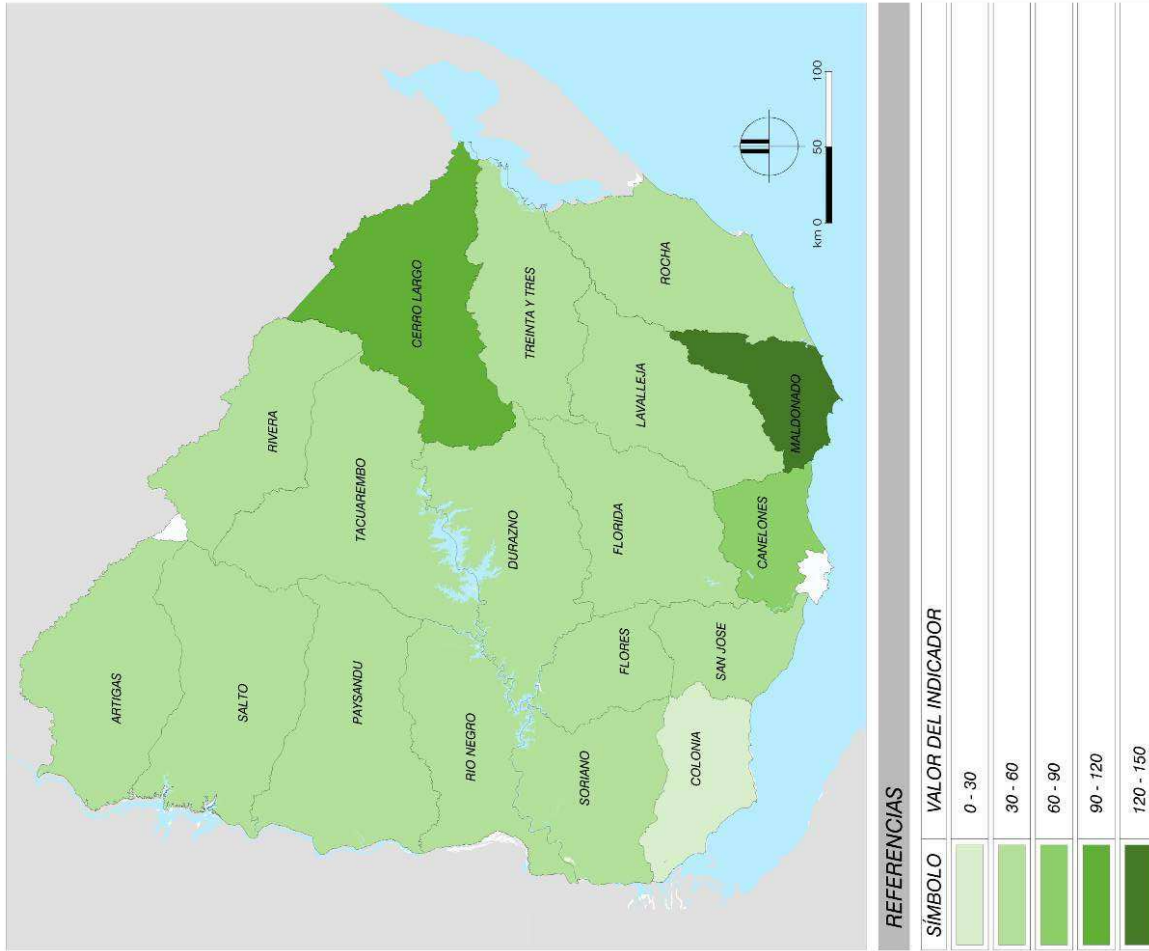 ARTIGAS
SALTO
RIVERA
PAYSANDU
TACUAREMBO
CERRO LARGO
RIO NEGRO
DURAZNO
TREINTA Y TRES
SORIANO
FLORES
FLORIDA
LAVALLEJA
ROCHA
COLONIA
SAN JOSE
CANELONES
MALDONADO
km 0 50 100
REFERENCIAS
SÍMBOLO VALOR DEL INDICADOR
0 - 30
30 - 60
60 - 90
90 - 120
120 - 150